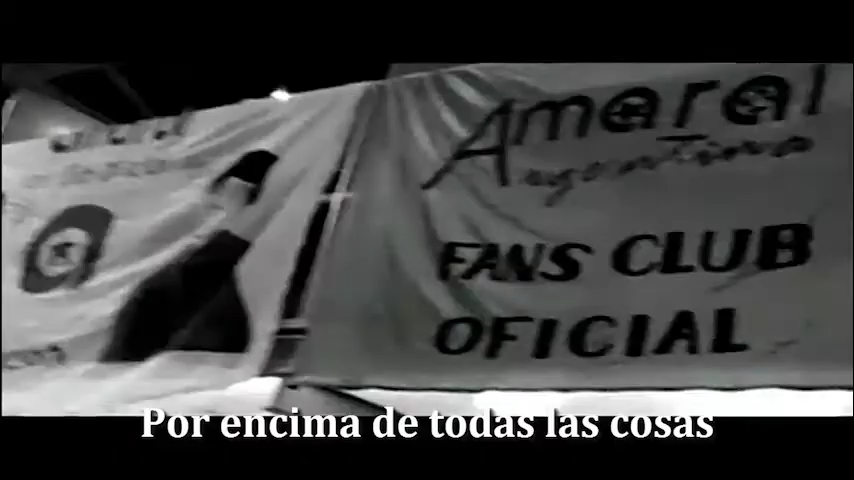 Amaral
Argentina
FANS CLUB
OFICIAL
Por encima de todas las cosas